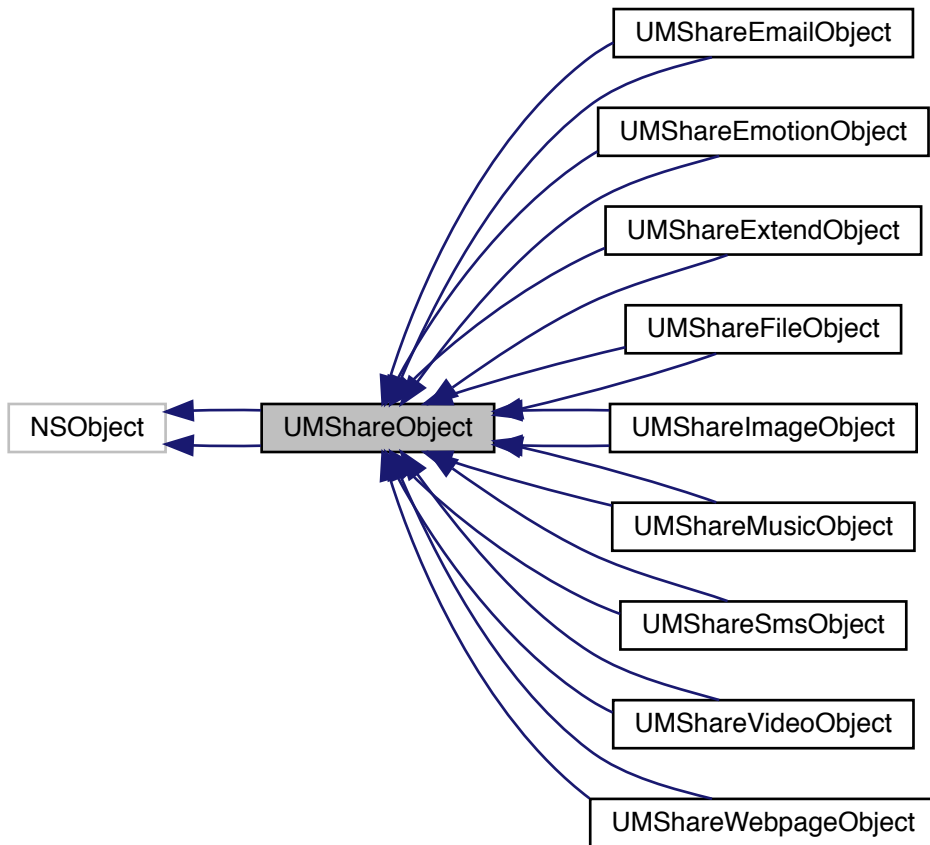 UMShareEmailObject
UMShareEmotionObject
UMShareExtendObject
UMShareFileObject
NSObject
UMShareObject
UMShareImageObject
UMShareMusicObject
UMShareSmsObject
UMShareVideoObject
UMShareWebpageObject